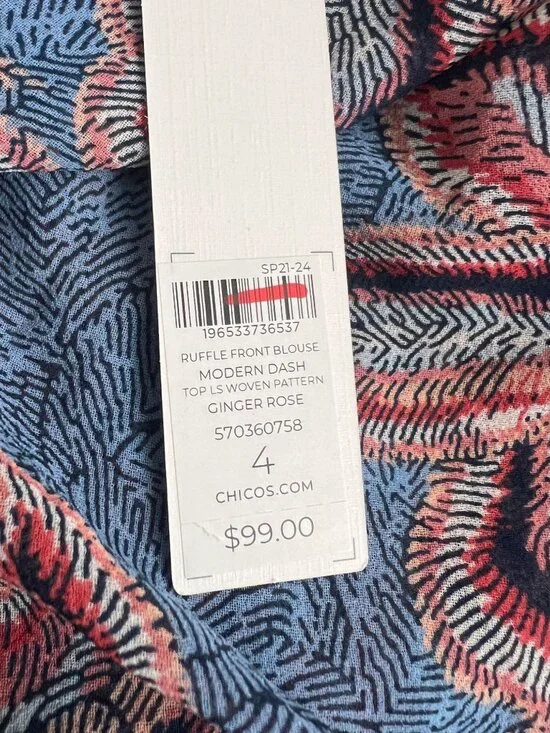 SP21-24
196533736537
RUFFLE FRONT BLOUSE
MODERN DASH
TOP LS WOVEN PATTERN
GINGER ROSE
570360758
4
CHICOS.COM
$99.00